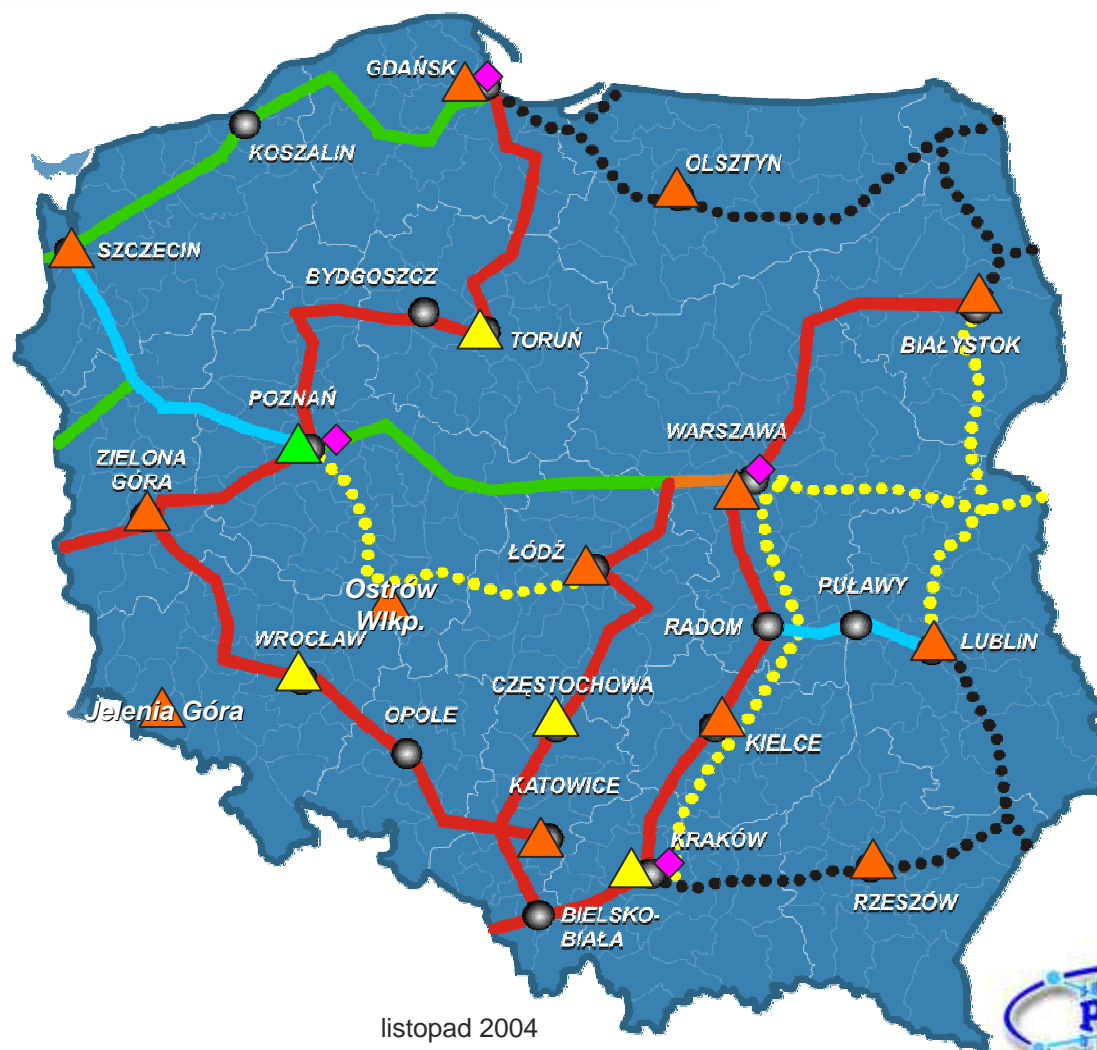 GDAŃSK
KOSZALIN
OLSZTYN
SZCZECIN
BYDGOSZCZ
TORUŃ
BIAŁYSTOK
POZNAŃ
WARSZAWA
ZIELONA
GÓRA
ŁÓDŹ
Ostrów
Wlkp.
PUŁAWY
RADOM
LUBLIN
WROCŁAW
CZĘSTOCHOWA
Jelenia Góra
OPOLE
KIELCE
KATOWICE
KRAKÓW
RZESZÓW
BIELSKO-
BIAŁA
listopad 2004